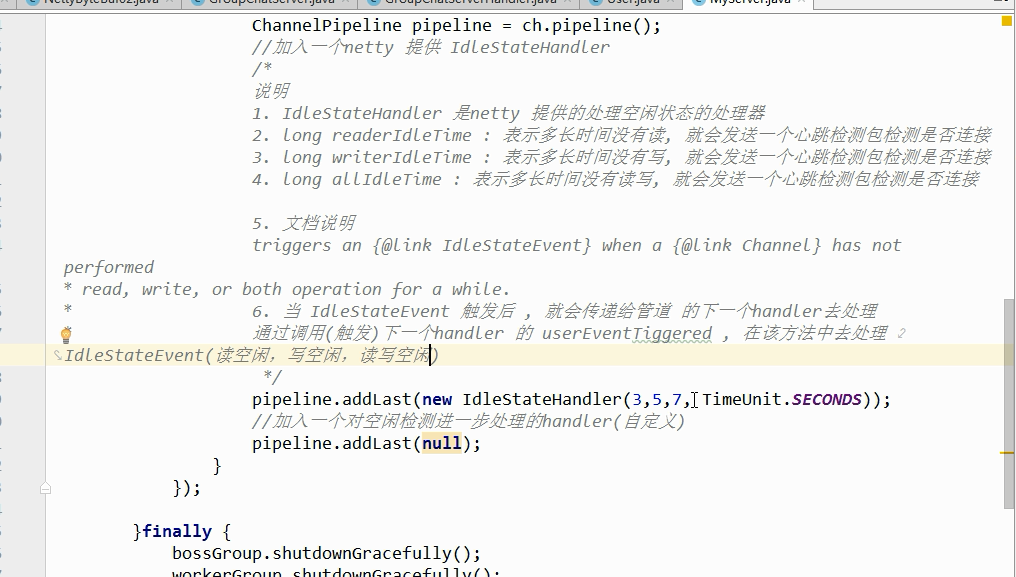 NettyByteBuf02.java GroupChatServer.java GroupChatServerHandler.java User.java MyServer.java
ChannelPipeline pipeline = ch.pipeline();
//加入一个netty 提供 IdleStateHandler
/*
说明
1. IdleStateHandler 是netty 提供的处理空闲状态的处理器
2. long readerIdleTime : 表示多长时间没有读, 就会发送一个心跳检测包检测是否连接
3. long writerIdleTime : 表示多长时间没有写, 就会发送一个心跳检测包检测是否连接
4. long allIdleTime : 表示多长时间没有读写, 就会发送一个心跳检测包检测是否连接
5. 文档说明
triggers an {@link IdleStateEvent} when a {@link Channel} has not
performed
* read, write, or both operation for a while.
* 6. 当 IdleStateEvent 触发后 , 就会传递给管道 的下一个handler去处理
通过调用(触发)下一个handler 的 userEventTiggered , 在该方法中去处理
IdleStateEvent(读空闲，写空闲，读写空闲)
*/
pipeline.addLast(new IdleStateHandler(3,5,7, TimeUnit.SECONDS));
//加入一个对空闲检测进一步处理的handler(自定义)
pipeline.addLast(null);
}
});
}finally {
bossGroup.shutdownGracefully();
workerGroup.shutdownGracefully();